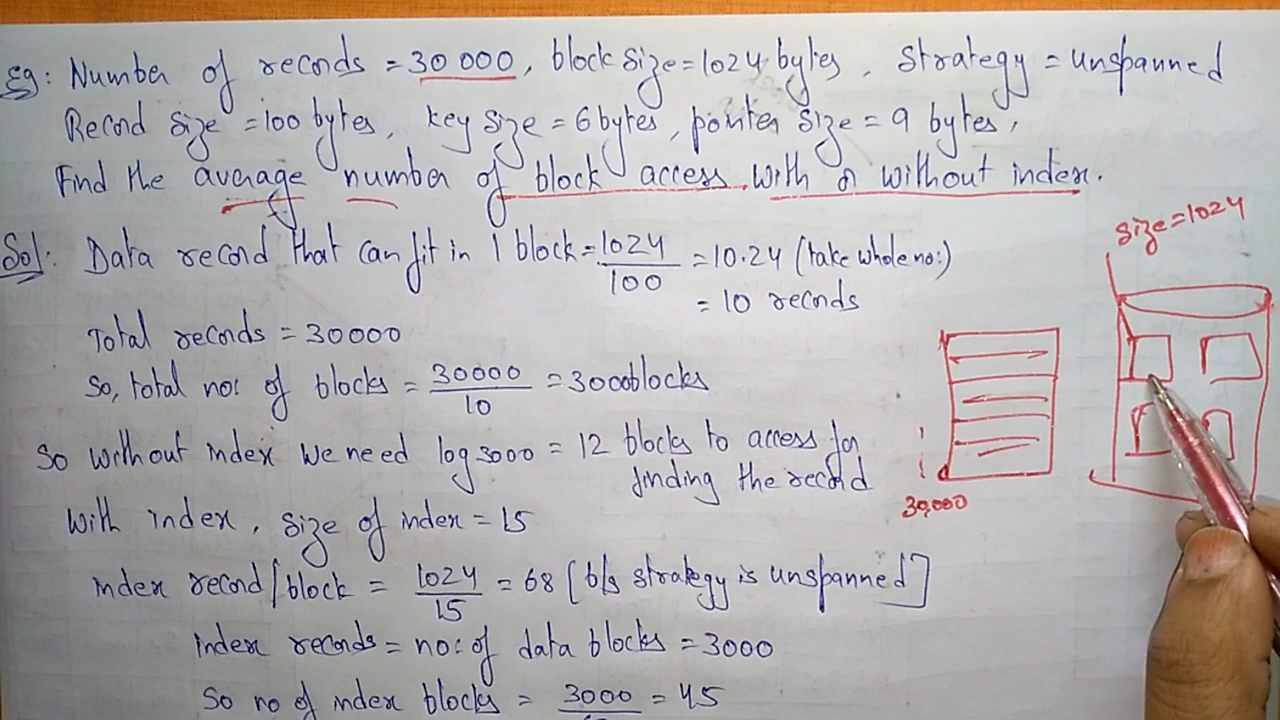 Eg: Number of records = 30 000, block size = 1024 bytes, Strategy = unspanned
Record size = 100 bytes, key size = 6 bytes, pointer size = 9 bytes,
Find the average number of block access with & without index.
Sol: Data record that can fit in 1 block = 1024/100 = 10.24 (take whole no:)
= 10 records
Total records = 30000
So, total no: of blocks = 30000/10 = 3000 blocks
So without index we need log 3000 = 12 blocks to access for
finding the record
With index, size of index = 15
index record/block = 1024/15 = 68 [b/s strategy is unspanned]
index records = no: of data blocks = 3000
So no of index blocks = 3000 = 45
size=1024
30,000